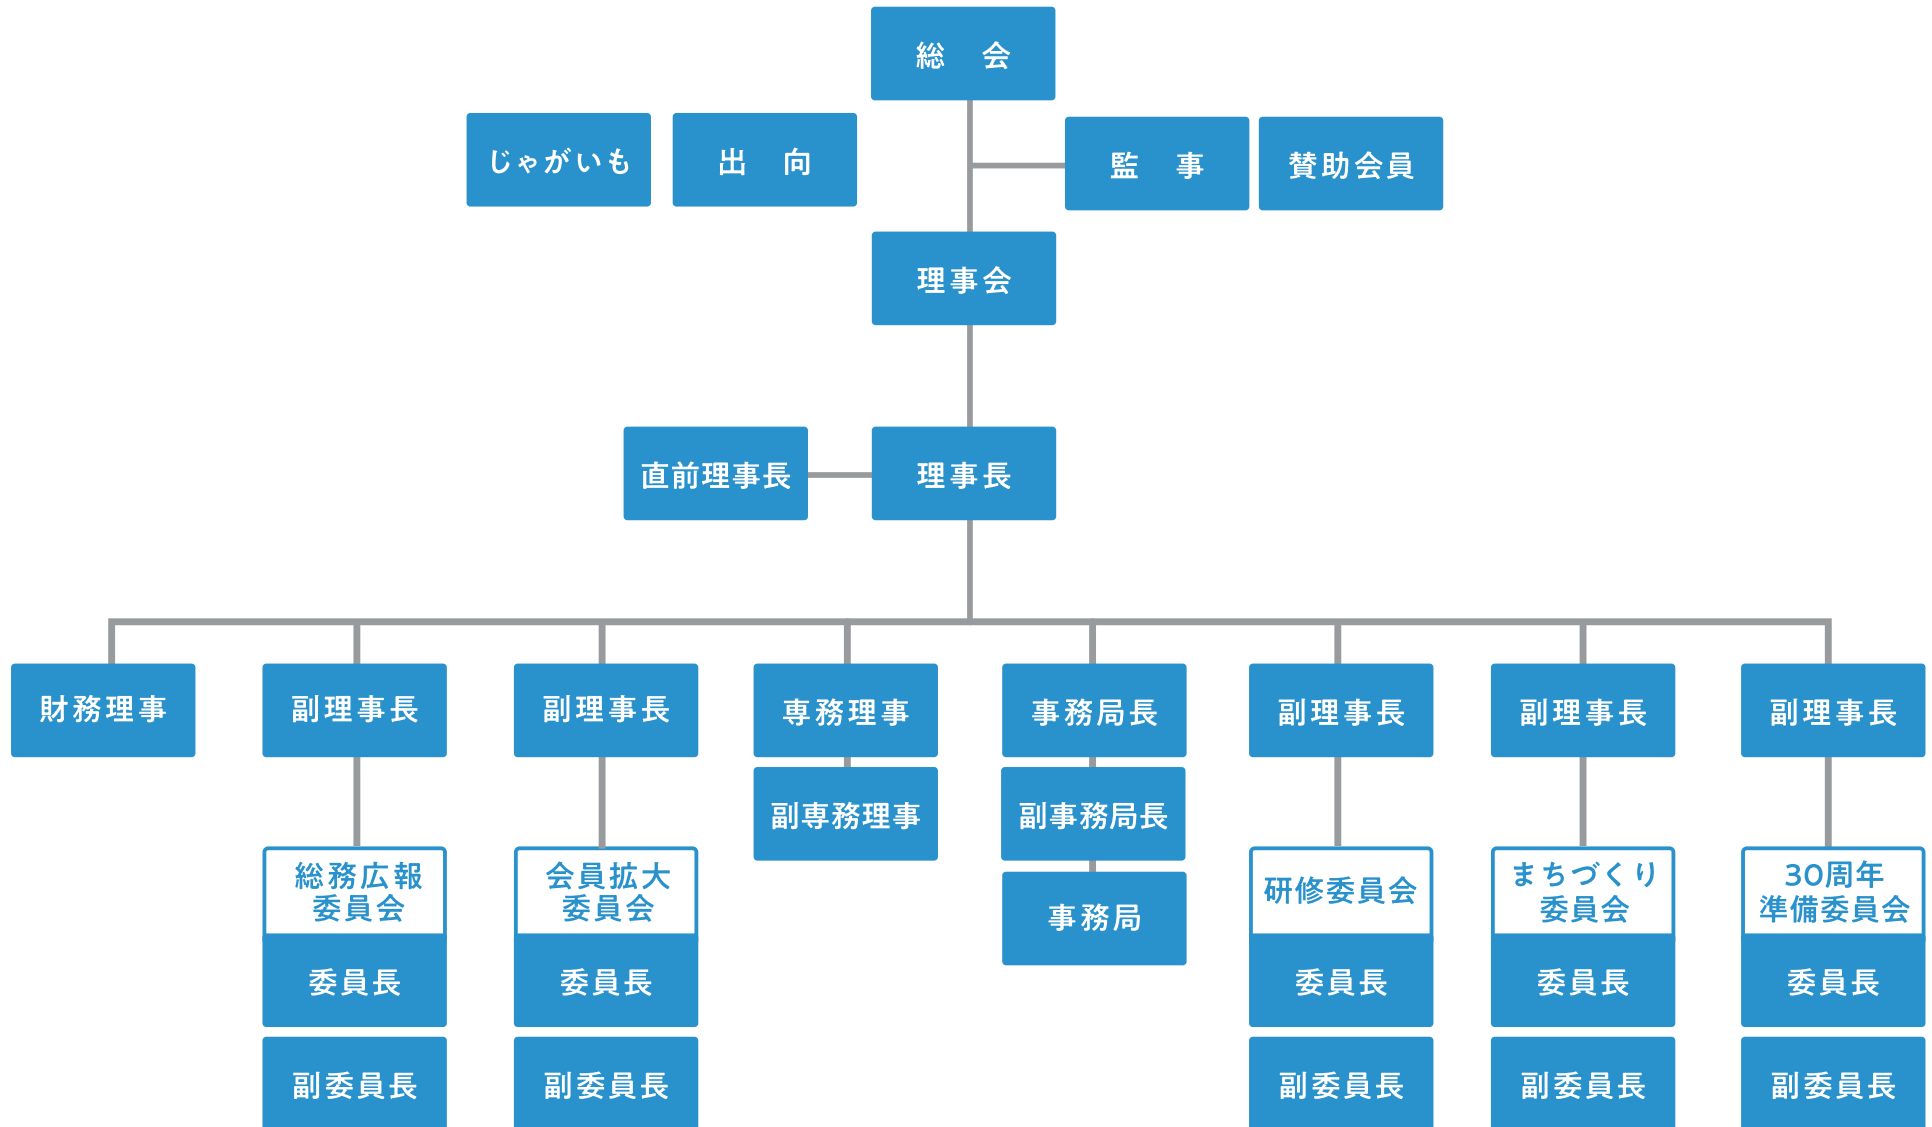 総　会
じゃがいも
出　向
監　事
賛助会員
理事会
直前理事長
理事長
財務理事
副理事長
副理事長
専務理事
事務局長
副理事長
副理事長
副理事長
副専務理事
副事務局長
総務広報
委員会
会員拡大
委員会
事務局
研修委員会
まちづくり
委員会
30周年
準備委員会
委員長
委員長
委員長
委員長
委員長
副委員長
副委員長
副委員長
副委員長
副委員長